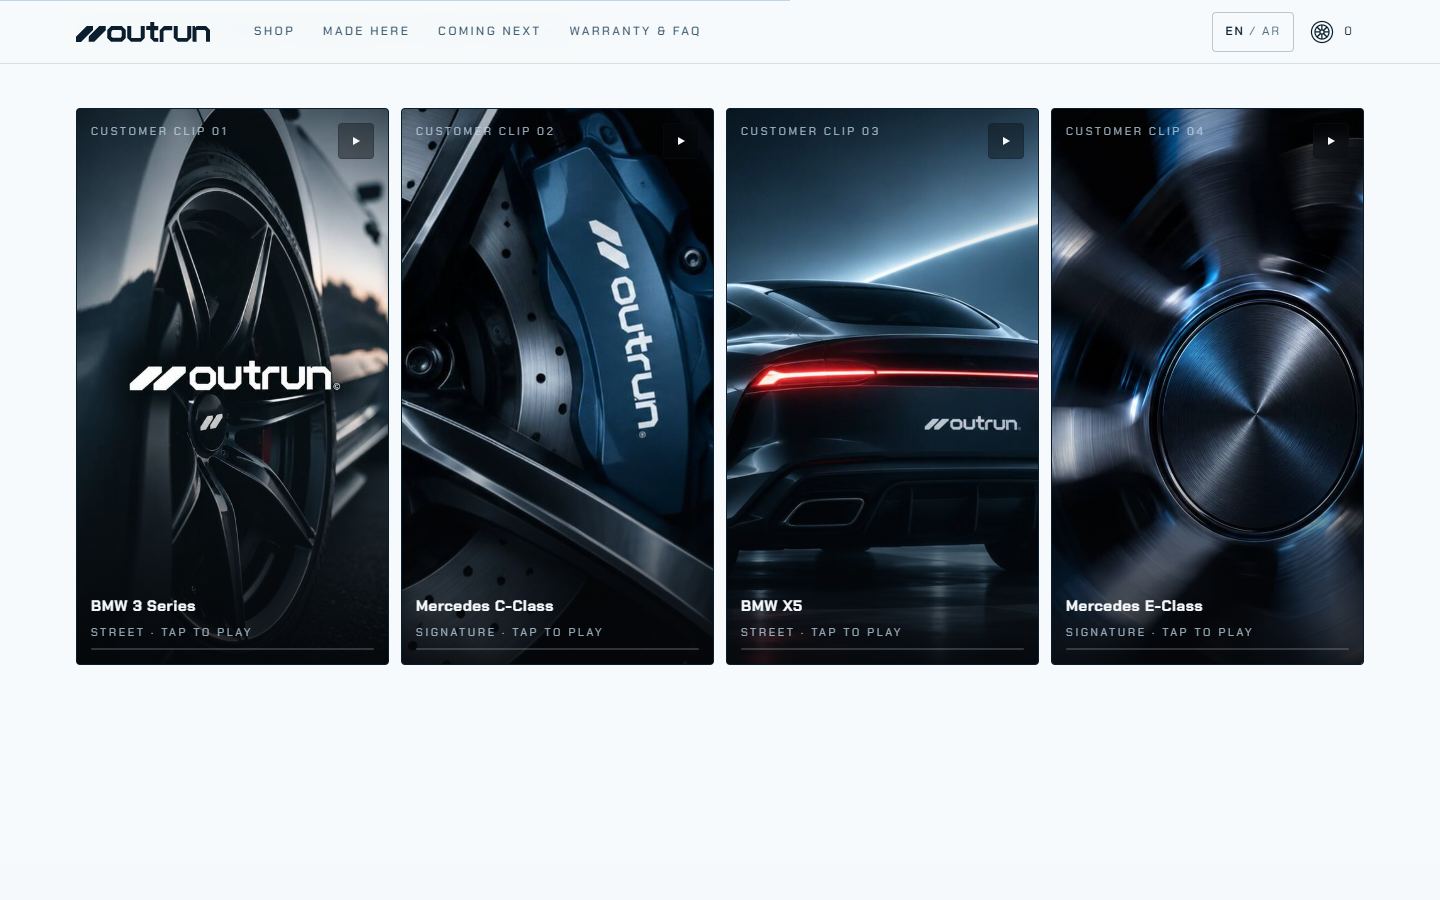 outrun
SHOP
MADE HERE
COMING NEXT
WARRANTY & FAQ
EN / AR
0
CUSTOMER CLIP 01
outrun©
BMW 3 Series
STREET · TAP TO PLAY
CUSTOMER CLIP 02
outrun®
Mercedes C-Class
SIGNATURE · TAP TO PLAY
CUSTOMER CLIP 03
outrun
BMW X5
STREET · TAP TO PLAY
CUSTOMER CLIP 04
Mercedes E-Class
SIGNATURE · TAP TO PLAY